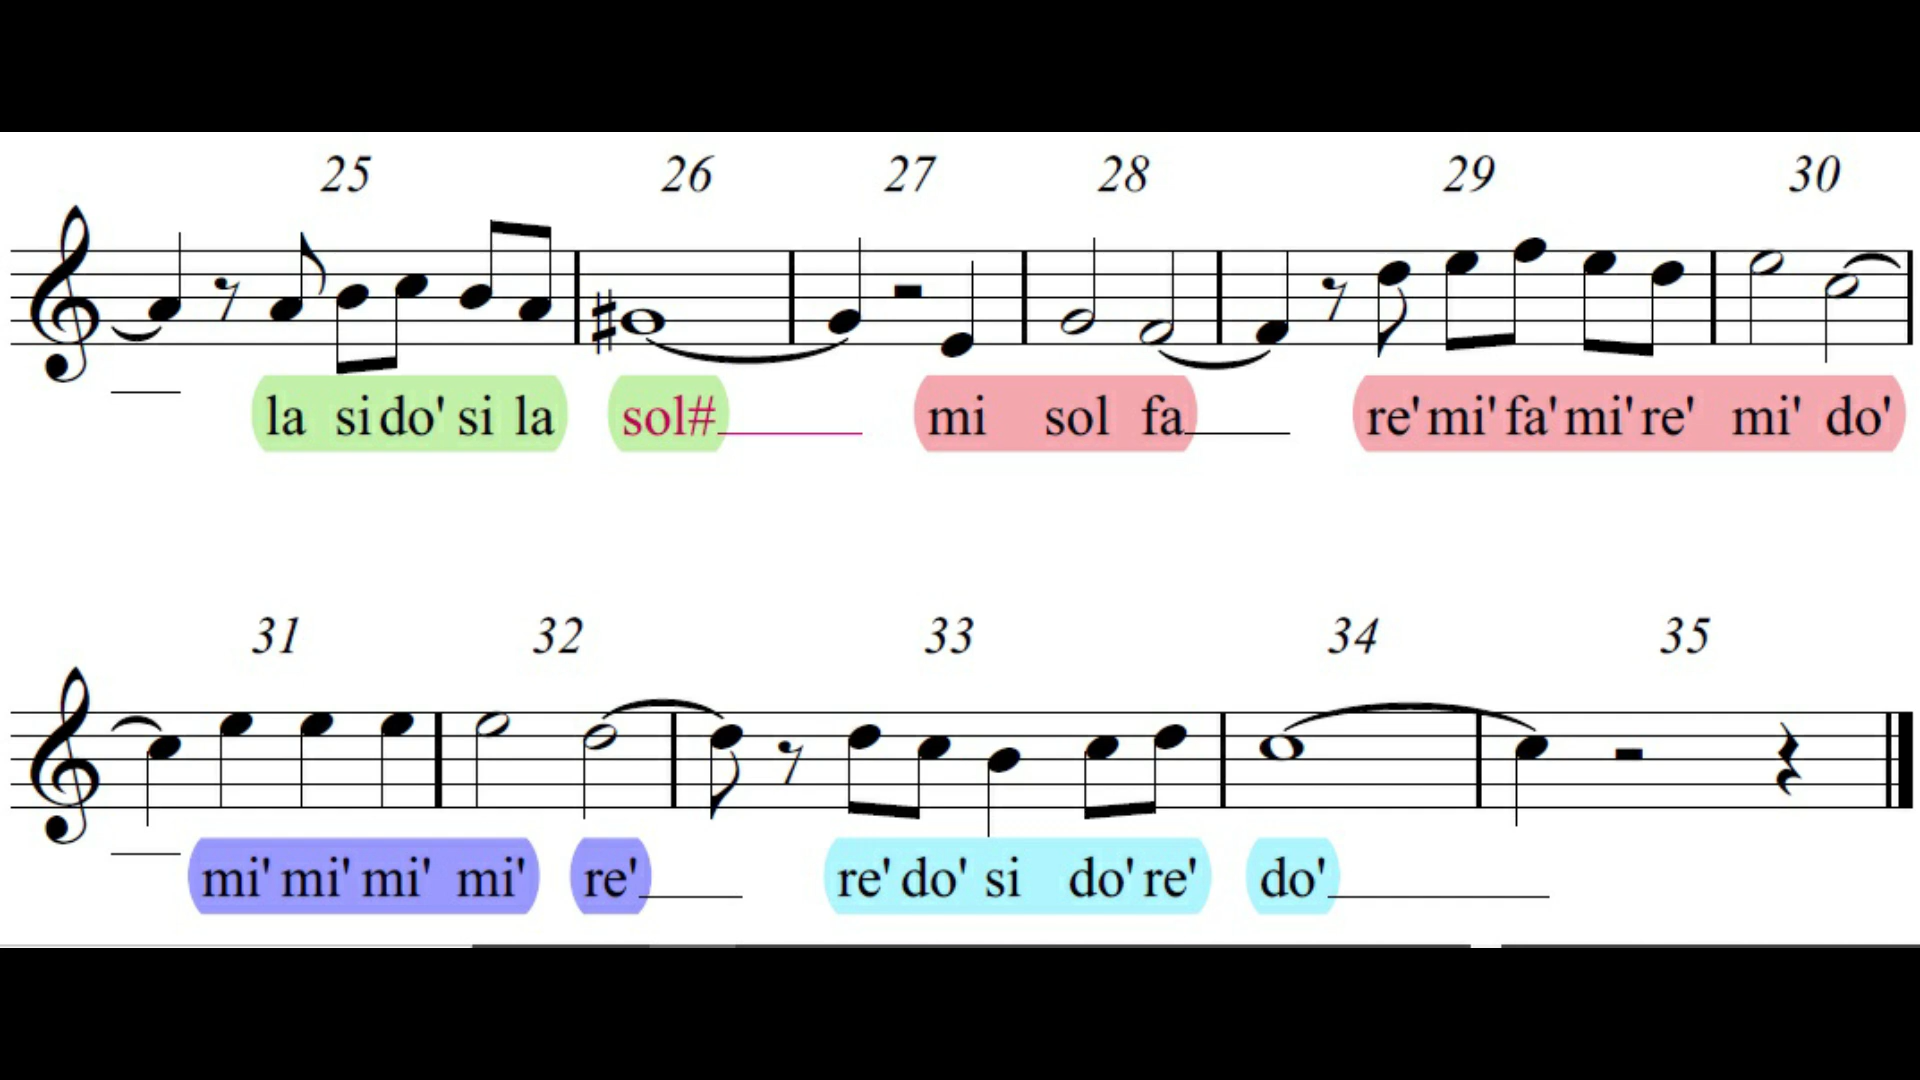 25 26 27 28 29 30
la si do' si la sol# mi sol fa re' mi' fa' mi' re' mi' do'
31 32 33 34 35
mi' mi' mi' mi' re' re' do' si do' re' do'